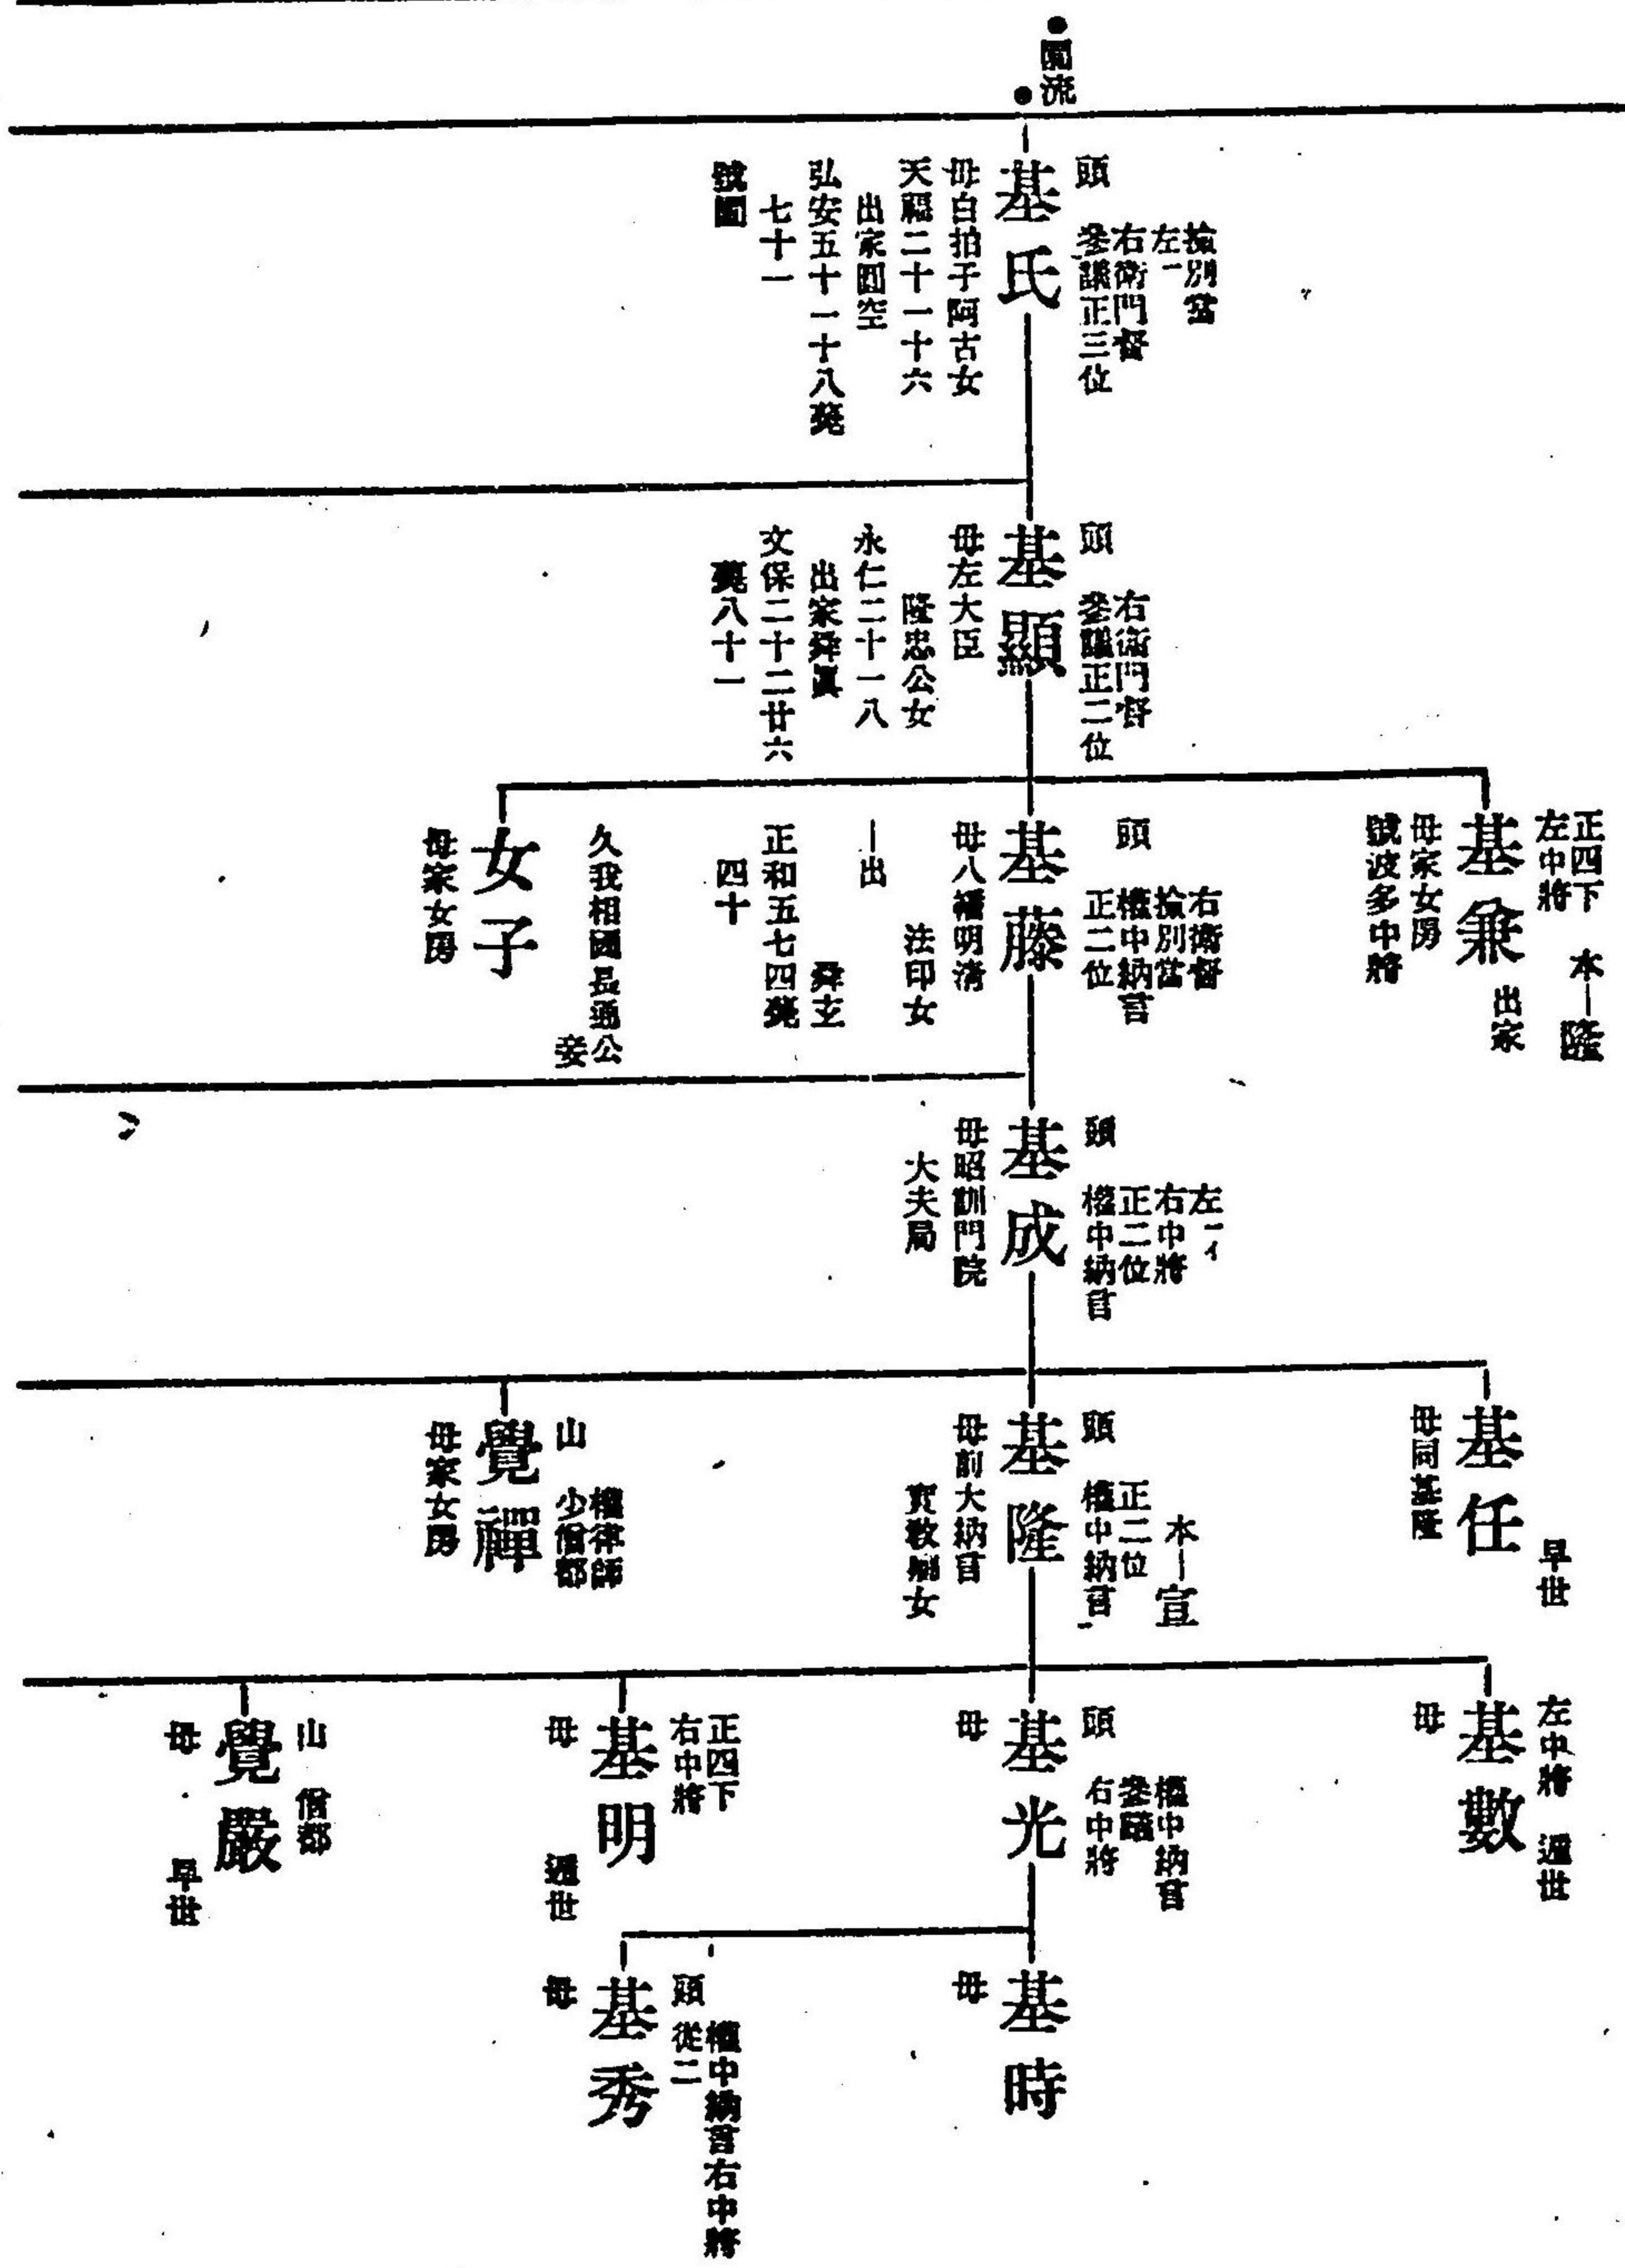 ●園流
檢別當
左一
右衛門督
參議正三位
頭
基氏
母白拍子阿古女
天福二十一十六
出家圓空
弘安五十一十八薨
七十一
號園
右衛門督
參議正二位
頭
基顯
母左大臣
隆忠公女
永仁二十一八
出家舜眞
文保二十二廿六
薨八十一
本―隆
正四下
左中將
基兼
出家
母家女房
號波多中將
右衛督
檢別當
權中納言
正二位
頭
基藤
母八幡明清
法印女
―出
舜玄
正和五七四薨
四十
久我相國長通公
妾
女子
母家女房
左一イ
右中將
正二位
權中納言
頭
基成
母昭訓門院
大夫局
早世
基任
母同基隆
本―宣
正二位
權中納言
頭
基隆
母前大納言
實教卿女
權律師
少僧都
山
覺禪
母家女房
左中將
遁世
基數
母
權中納言
參議
右中將
頭
基光
母
正四下
右中將
基明
母
遁世
山
僧都
覺嚴
母
早世
基時
母
權中納言右中將
從二
頭
基秀
母